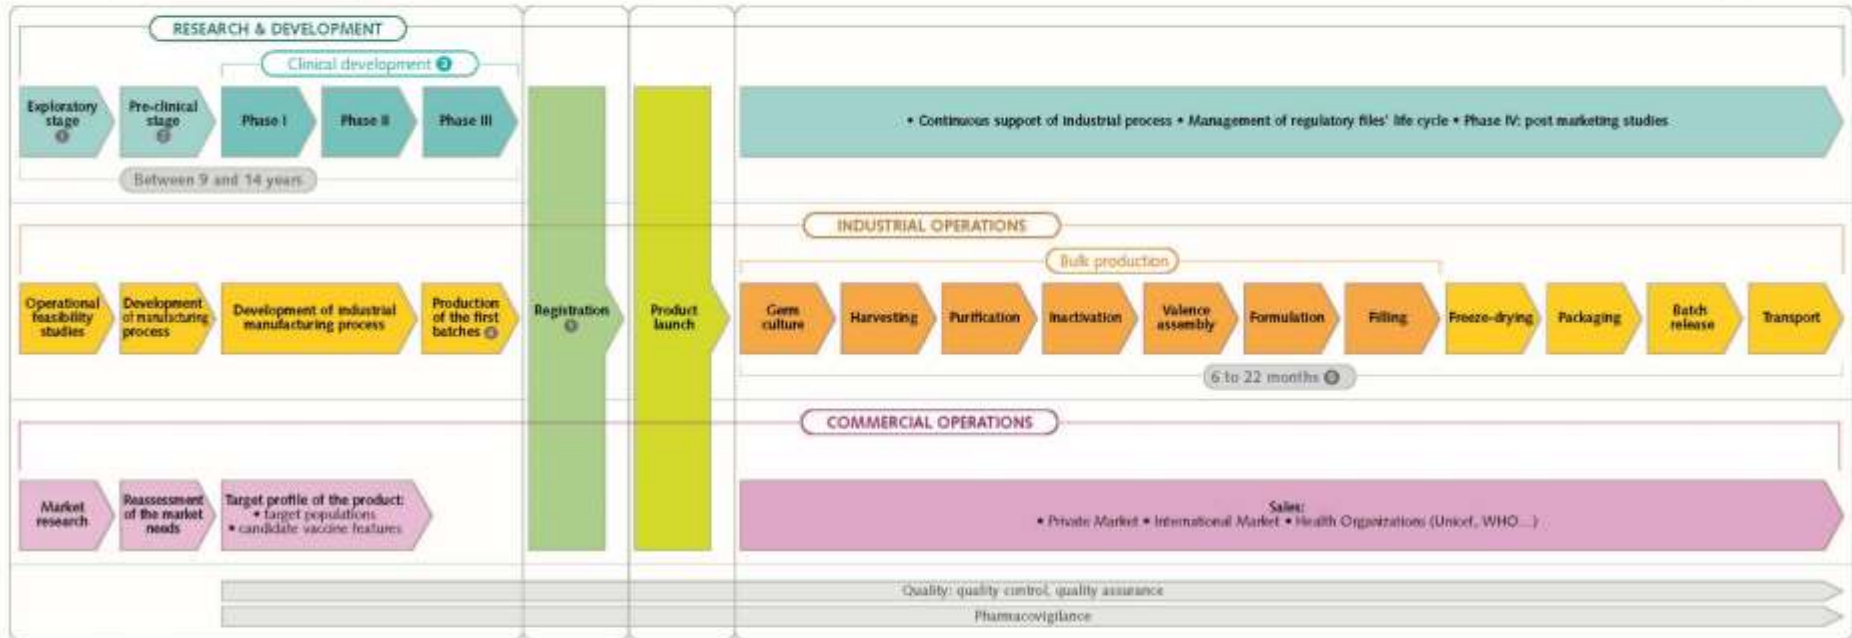 RESEARCH & DEVELOPMENT
Clinical development 3
Exploratory
stage
1
Pre-clinical
stage
2
Phase I
Phase II
Phase III
• Continuous support of industrial process • Management of regulatory files' life cycle • Phase IV: post marketing studies
Between 9 and 14 years
INDUSTRIAL OPERATIONS
Bulk production
Operational
feasibility
studies
Development
of manufacturing
process
Development of industrial
manufacturing process
Production
of the first
batches 4
Registration
5
Product
launch
Germ
culture
Harvesting
Purification
Inactivation
Valence
assembly
Formulation
Filling
Freeze-drying
Packaging
Batch
release
Transport
6 to 22 months
COMMERCIAL OPERATIONS
Market
research
Reassessment
of the market
needs
Target profile of the product:
• target populations
• candidate vaccine features
Sales:
• Private Market • International Market • Health Organizations (Unicef, WHO...)
Quality: quality control, quality assurance
Pharmacovigilance